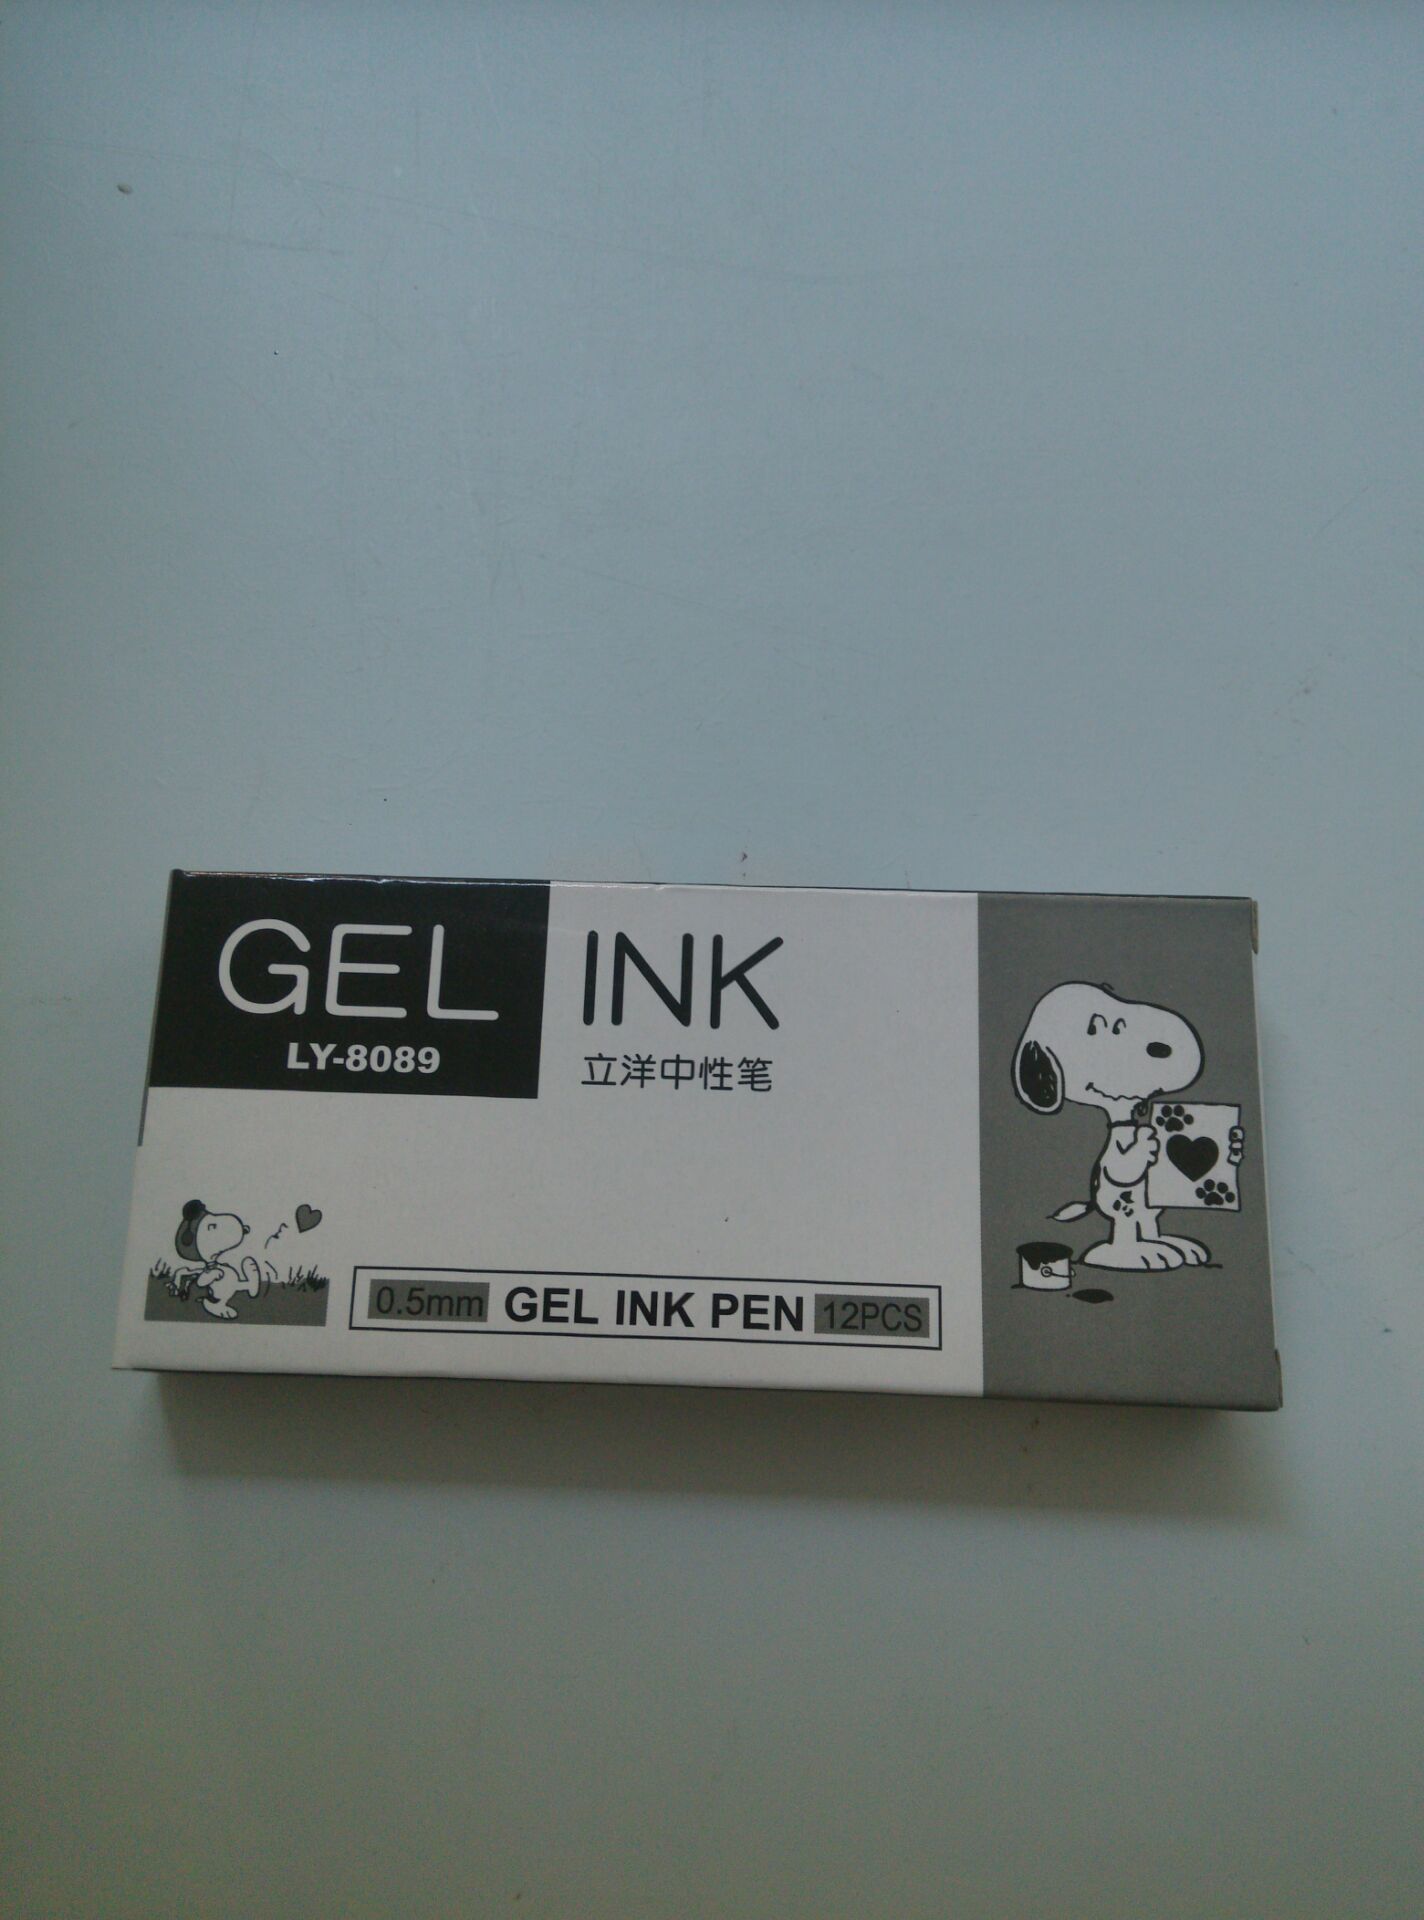 GEL INK
LY-8089
立洋中性笔
0.5mm GEL INK PEN 12PCS